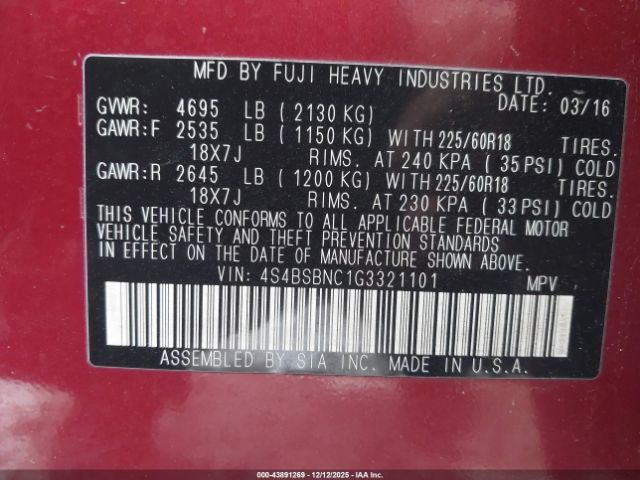 MFD BY FUJI HEAVY INDUSTRIES LTD.
DATE: 03/16
GVWR: 4695 LB ( 2130 KG)
GAWR:F 2535 LB ( 1150 KG) WITH 225/60R18 TIRES.
18X7J RIMS. AT 240 KPA ( 35 PSI) COLD
GAWR:R 2645 LB ( 1200 KG) WITH 225/60R18 TIRES.
18X7J RIMS. AT 230 KPA ( 33 PSI) COLD
THIS VEHICLE CONFORMS TO ALL APPLICABLE FEDERAL MOTOR
VEHICLE SAFETY AND THEFT PREVENTION STANDARDS
IN EFFECT ON THE DATE OF MANUFACTURE SHOWN ABOVE.
VIN: 4S4BSBNC1G3321101 MPV
ASSEMBLED BY SIA INC. MADE IN U.S.A.
000-43891269 - 12/12/2025 - IAAI.COM